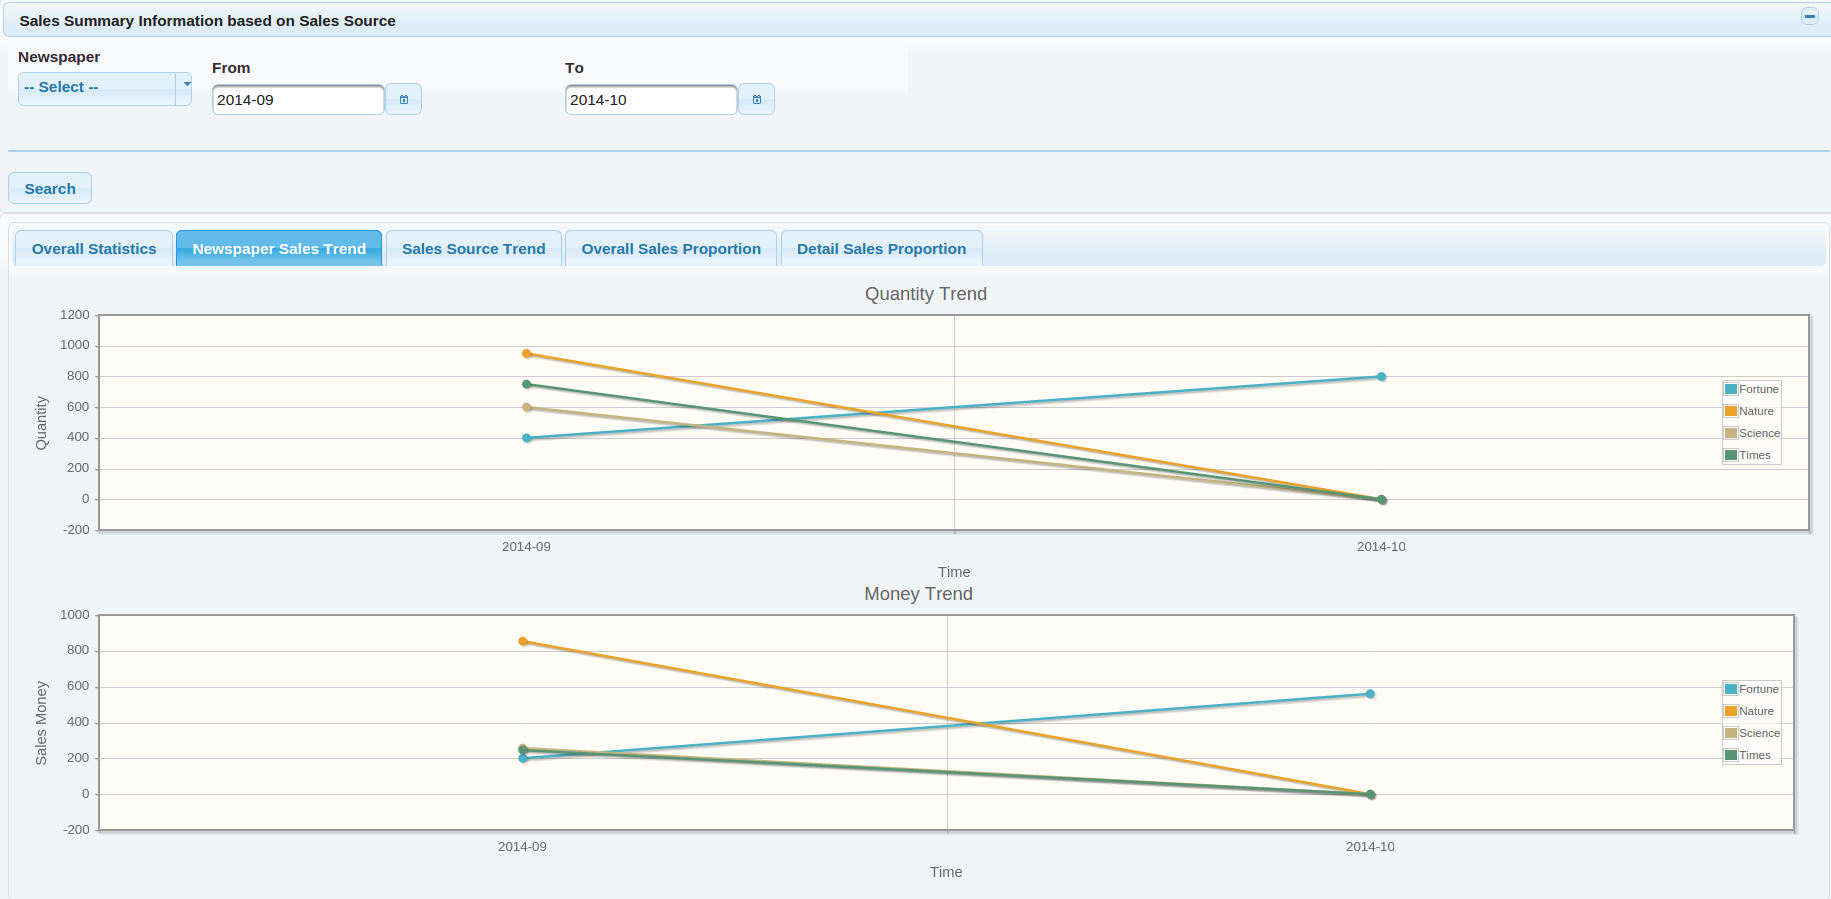 Sales Summary Information based on Sales Source
Newspaper
-- Select --
From
2014-09
To
2014-10
Search
Overall Statistics
Newspaper Sales Trend
Sales Source Trend
Overall Sales Proportion
Detail Sales Proportion
Quantity Trend
1200
1000
800
600
400
200
0
-200
Quantity
Fortune
Nature
Science
Times
2014-09
2014-10
Time
Money Trend
1000
800
600
400
200
0
-200
Sales Money
Fortune
Nature
Science
Times
2014-09
2014-10
Time